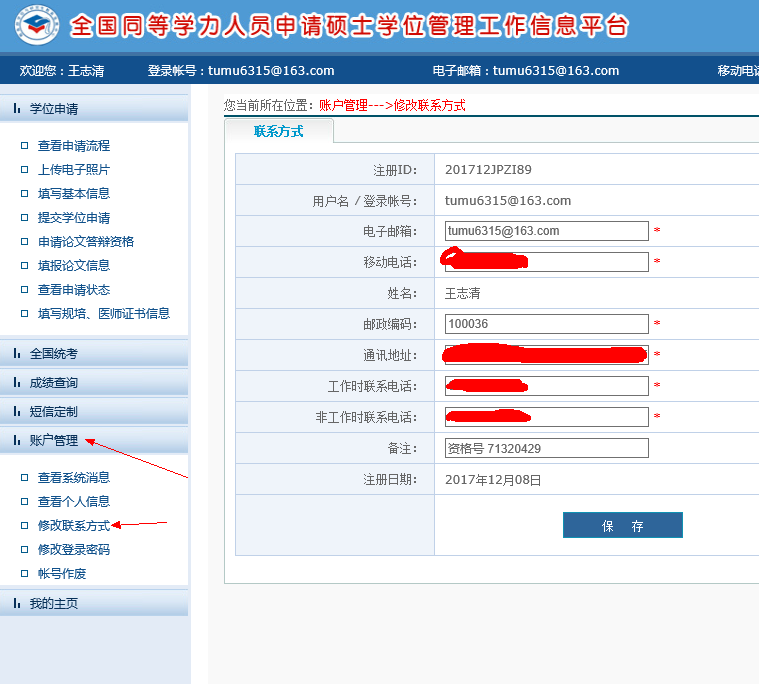 全国同等学力人员申请硕士学位管理工作信息平台
欢迎您：王志清 登录帐号：tumu6315@163.com 电子邮箱：tumu6315@163.com 移动电话
学位申请
查看申请流程
上传电子照片
填写基本信息
提交学位申请
申请论文答辩资格
填报论文信息
查看申请状态
填写规培、医师证书信息
全国统考
成绩查询
短信定制
账户管理
查看系统消息
查看个人信息
修改联系方式
修改登录密码
帐号作废
我的主页
您当前所在位置：账户管理--->修改联系方式
联系方式
注册ID： 201712JPZI89
用户名 / 登录帐号： tumu6315@163.com
电子邮箱： tumu6315@163.com *
移动电话： *
姓名： 王志清
邮政编码： 100036 *
通讯地址： *
工作时联系电话： *
非工作时联系电话： *
备注： 资格号 71320429
注册日期： 2017年12月08日
保 存